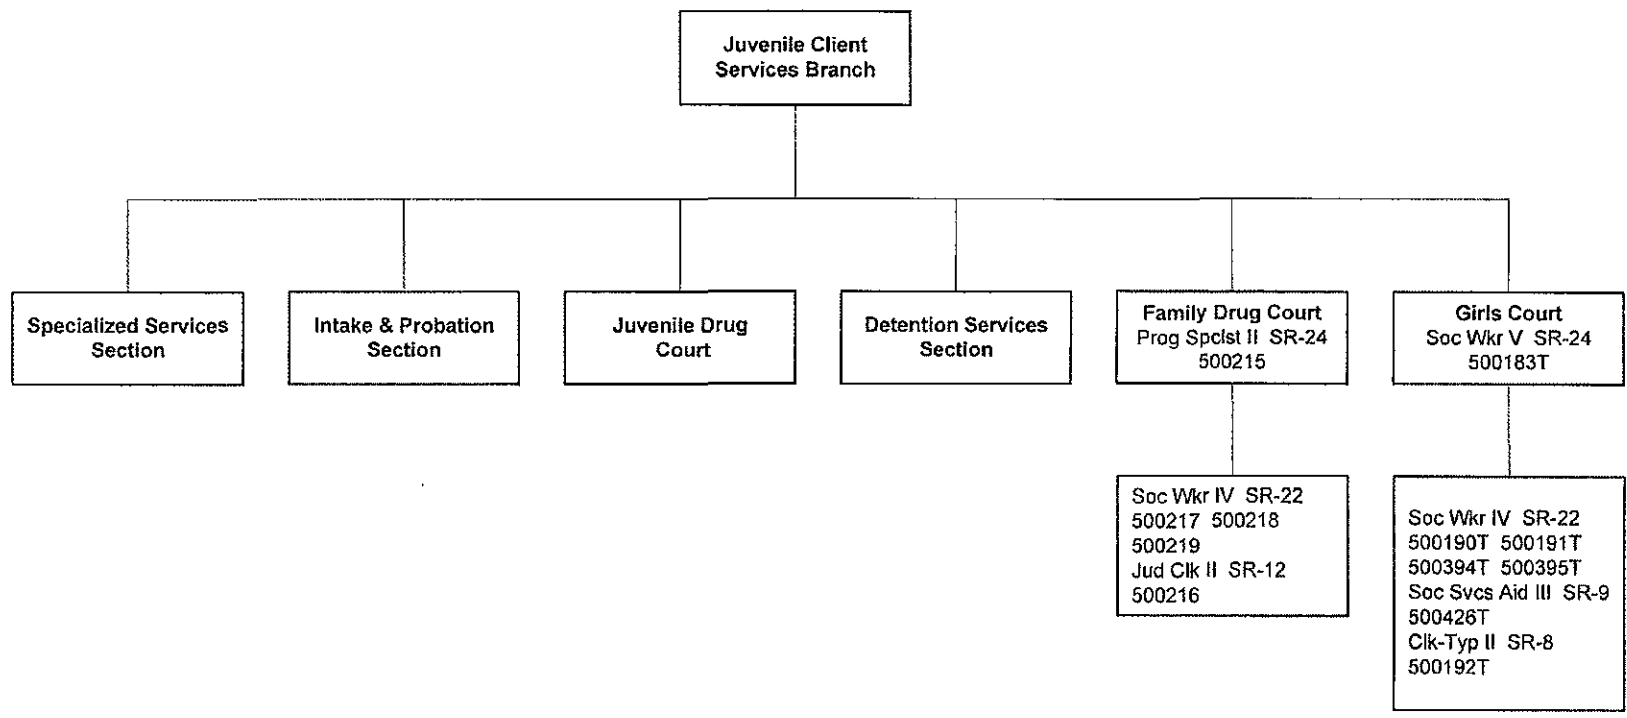 Juvenile Client
Services Branch
Specialized Services
Section
Intake & Probation
Section
Juvenile Drug
Court
Detention Services
Section
Family Drug Court
Prog Spclst II SR-24
500215
Girls Court
Soc Wkr V SR-24
500183T
Soc Wkr IV SR-22
500217 500218
500219
Jud Clk II SR-12
500216
Soc Wkr IV SR-22
500190T 500191T
500394T 500395T
Soc Svcs Aid III SR-9
500426T
Clk-Typ II SR-8
500192T